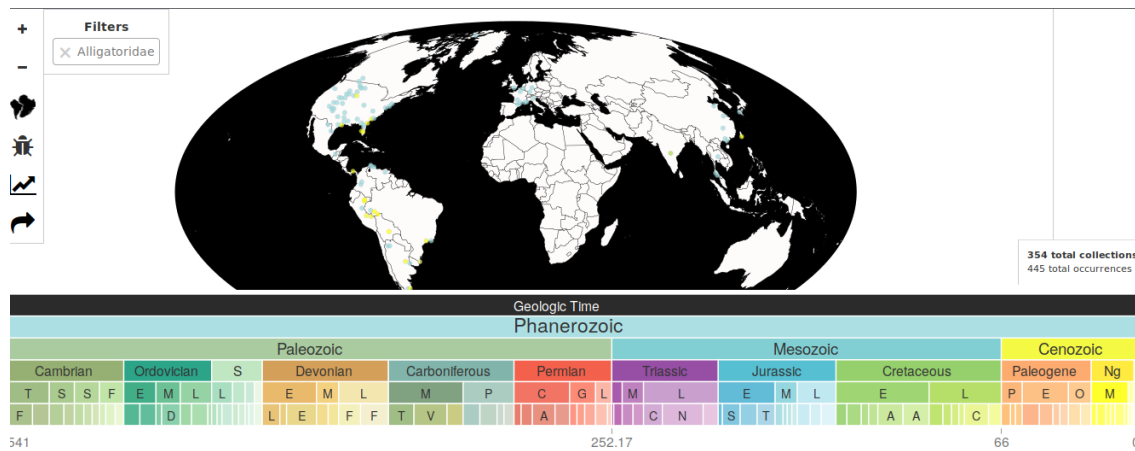 +
Filters
× Alligatoridae
−
354 total collections
445 total occurrences
Geologic Time
Phanerozoic
Paleozoic Mesozoic Cenozoic
Cambrian Ordovician S Devonian Carboniferous Permian Triassic Jurassic Cretaceous Paleogene Ng
T S S F E M L L E M L M P C G L M L E M L E L P E O M
F D L E F F T V A C N S T A A C
541 252.17 66 0